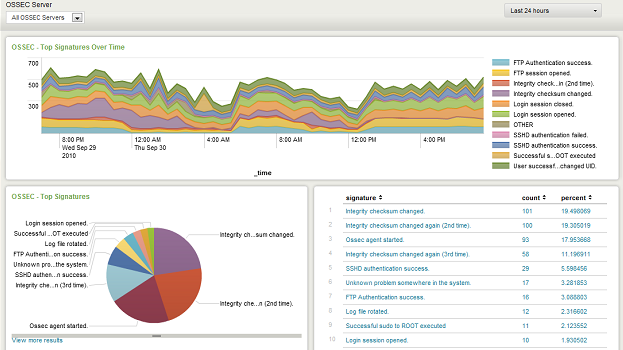 OSSEC Server
All OSSEC Servers
Last 24 hours
OSSEC - Top Signatures Over Time
700
500
300
8:00 PM
Wed Sep 29
2010
12:00 AM
Thu Sep 30
4:00 AM
8:00 AM
12:00 PM
4:00 PM
_time
FTP Authentication success.
FTP session opened.
Integrity check...n (2nd time).
Integrity checksum changed.
Login session closed.
Login session opened.
OTHER
SSHD authentication failed.
SSHD authentication success.
Successful s...OOT executed
User successf...changed UID.
OSSEC - Top Signatures
Login session opened.
Successful ...OT executed
Log file rotated.
FTP Authenti...on success.
Unknown pro...the system.
SSHD authen...n success.
Integrity che...n (3rd time).
Ossec agent started.
Integrity ch...sum changed.
Integrity ch...n (2nd time).
View more results
signature count percent
1 Integrity checksum changed. 101 19.498069
2 Integrity checksum changed again (2nd time). 100 19.305019
3 Ossec agent started. 93 17.953668
4 Integrity checksum changed again (3rd time). 58 11.196911
5 SSHD authentication success. 29 5.598456
6 Unknown problem somewhere in the system. 17 3.281853
7 FTP Authentication success. 16 3.088803
8 Log file rotated. 12 2.316602
9 Successful sudo to ROOT executed 11 2.123552
10 Login session opened. 10 1.930502